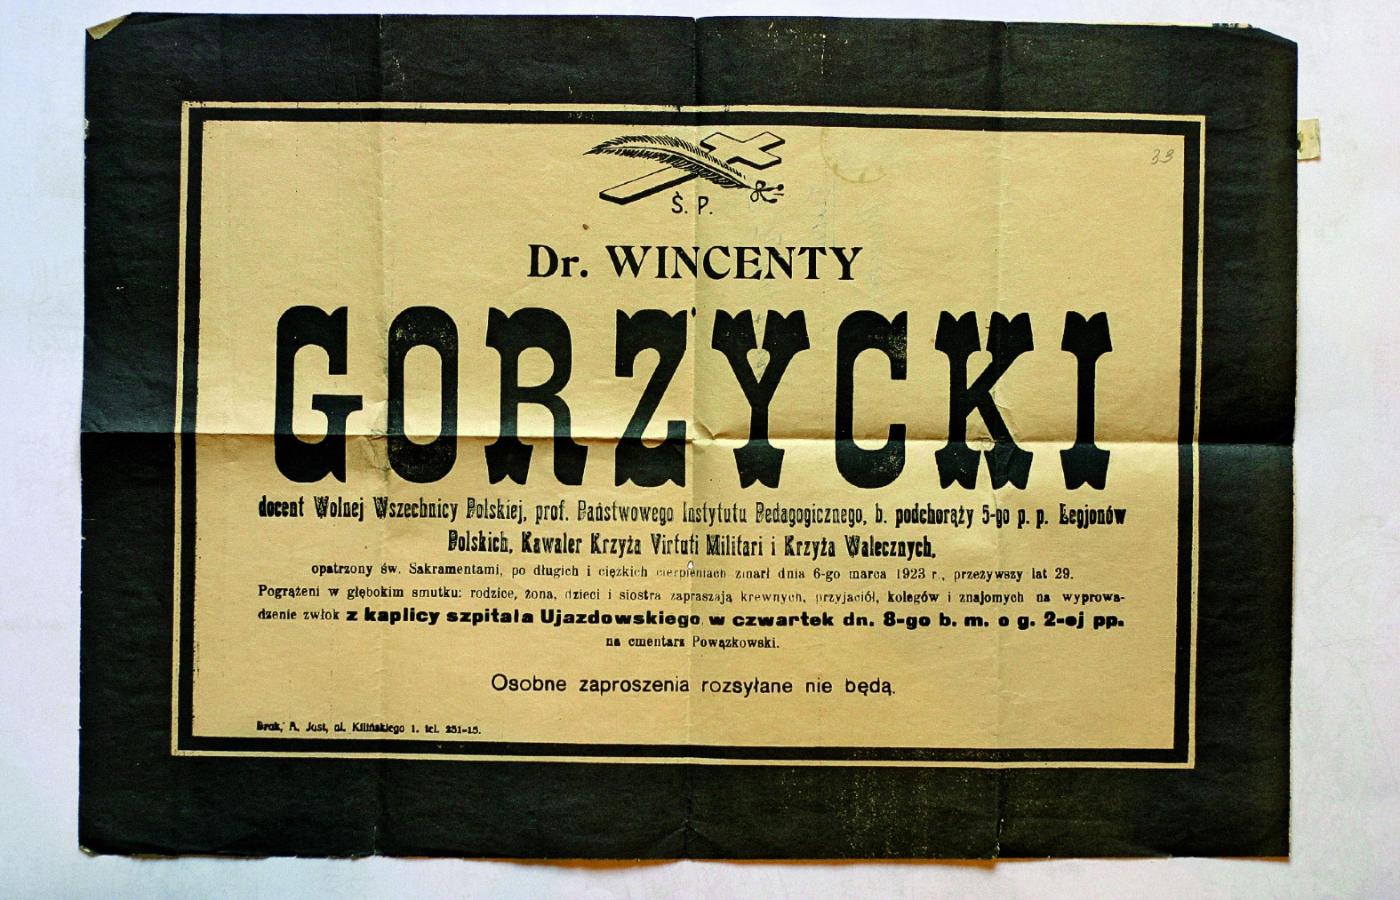 33
Ś. P.
Dr. WINCENTY
GORZYCKI
docent Wolnej Wszechnicy Polskiej, prof. Państwowego Instytutu Pedagogicznego, b. podchorąży 5-go p. p. Legjonów
Polskich, Kawaler Krzyża Virtuti Militari i Krzyża Walecznych,
opatrzony św. Sakramentami, po długich i ciężkich cierpieniach zmarł dnia 6-go marca 1923 r., przeżywszy lat 29.
Pogrążeni w głębokim smutku: rodzice, żona, dzieci i siostra zapraszają krewnych, przyjaciół, kolegów i znajomych na wyprowa-
dzenie zwłok z kaplicy szpitala Ujazdowskiego w czwartek dn. 8-go b. m. o g. 2-ej pp.
na cmentarz Powązkowski.
Osobne zaproszenia rozsyłane nie będą.
Druk, A. Just, ul. Kilińskiego 1. tel. 251-15.